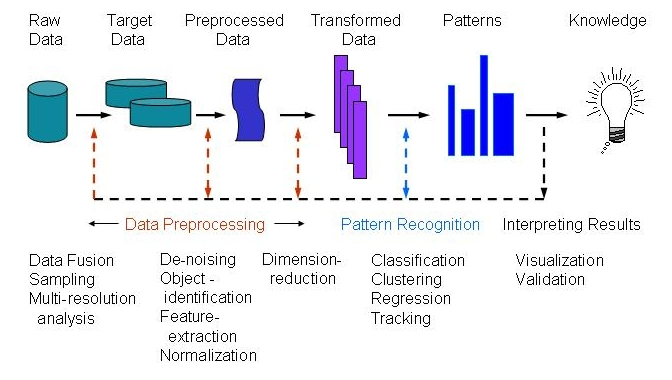 Raw
Data
Target
Data
Preprocessed
Data
Transformed
Data
Patterns
Knowledge
Data Preprocessing
Pattern Recognition
Interpreting Results
Data Fusion
Sampling
Multi-resolution
analysis
De-noising
Object -
identification
Feature-
extraction
Normalization
Dimension-
reduction
Classification
Clustering
Regression
Tracking
Visualization
Validation